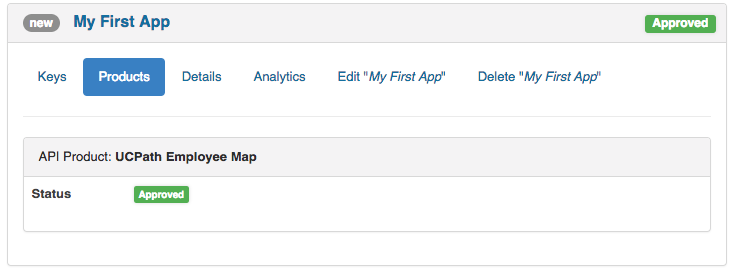 new My First App Approved
Keys Products Details Analytics Edit "My First App" Delete "My First App"
API Product: UCPath Employee Map
Status Approved